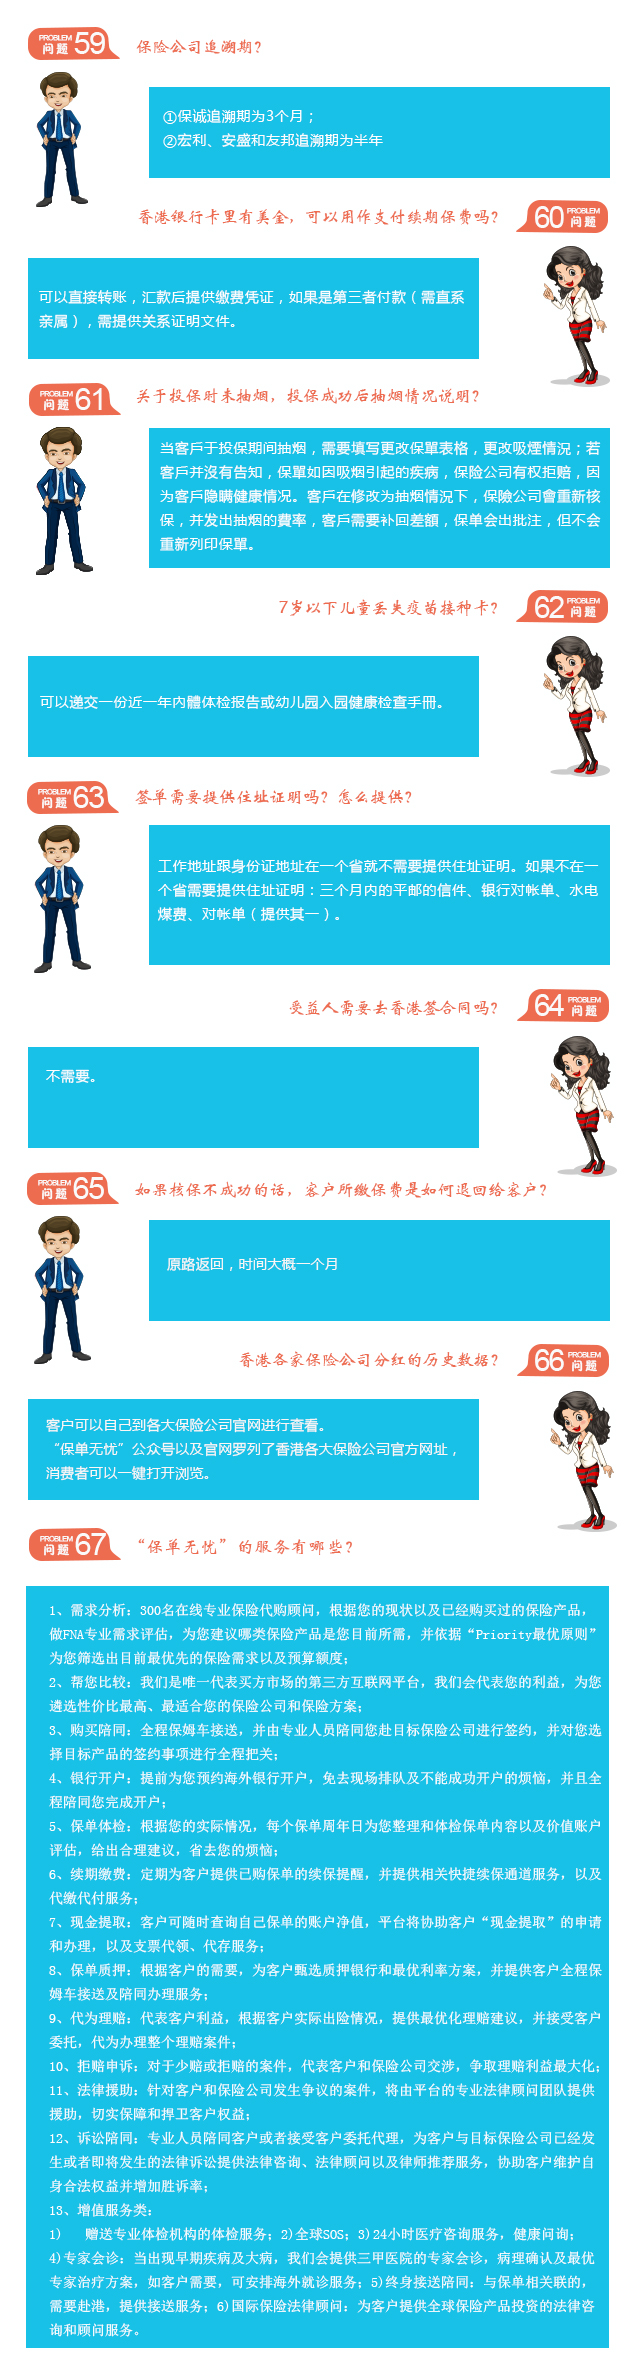 PROBLEM
问题 59 保险公司追溯期?
①保诚追溯期为3个月；
②宏利、安盛和友邦追溯期为半年
香港银行卡里有美金，可以用作支付续期保费吗?
60 PROBLEM
问题
可以直接转账，汇款后提供缴费凭证，如果是第三者付款（需直系
亲属），需提供关系证明文件。
PROBLEM
问题 61 关于投保时未抽烟，投保成功后抽烟情况说明?
当客戶于投保期间抽烟，需要填写更改保單表格，更改吸煙情況；若
客戶并沒有告知，保單如因吸烟引起的疾病，保险公司有权拒赔，因
为客戶隐瞒健康情况。客戶在修改为抽烟情況下，保險公司會重新核
保，并发出抽烟的費率，客戶需要补回差額，保单会出批注，但不会
重新列印保單。
7岁以下儿童丢失疫苗接种卡?
62 PROBLEM
问题
可以递交一份近一年内體体检报告或幼儿园入园健康检查手冊。
PROBLEM
问题 63 签单需要提供住址证明吗? 怎么提供?
工作地址跟身份证地址在一个省就不需要提供住址证明。如果不在一
个省需要提供住址证明：三个月内的平邮的信件、银行对帐单、水电
煤费、对帐单（提供其一）。
受益人需要去香港签合同吗?
64 PROBLEM
问题
不需要。
PROBLEM
问题 65 如果核保不成功的话，客户所缴保费是如何退回给客户?
原路返回，时间大概一个月
香港各家保险公司分红的历史数据?
66 PROBLEM
问题
客户可以自己到各大保险公司官网进行查看。
“保单无忧”公众号以及官网罗列了香港各大保险公司官方网址，
消费者可以一键打开浏览。
PROBLEM
问题 67 “保单无忧”的服务有哪些?
1、需求分析：300名在线专业保险代购顾问，根据您的现状以及已经购买过的保险产品，
做FNA专业需求评估，为您建议哪类保险产品是您目前所需，并依据“Priority最优原则”
为您筛选出目前最优先的保险需求以及预算额度；
2、帮您比较：我们是唯一代表买方市场的第三方互联网平台，我们会代表您的利益，为您
遴选性价比最高、最适合您的保险公司和保险方案；
3、购买陪同：全程保姆车接送，并由专业人员陪同您赴目标保险公司进行签约，并对您选
择目标产品的签约事项进行全程把关；
4、银行开户：提前为您预约海外银行开户，免去现场排队及不能成功开户的烦恼，并且全
程陪同您完成开户；
5、保单体检：根据您的实际情况，每个保单周年日为您整理和体检保单内容以及价值账户
评估，给出合理建议，省去您的烦恼；
6、续期缴费：定期为客户提供已购保单的续保提醒，并提供相关快捷续保通道服务，以及
代缴代付服务；
7、现金提取：客户可随时查询自己保单的账户净值，平台将协助客户“现金提取”的申请
和办理，以及支票代领、代存服务；
8、保单质押：根据客户的需要，为客户甄选质押银行和最优利率方案，并提供客户全程保
姆车接送及陪同办理服务；
9、代为理赔：代表客户利益，根据客户实际出险情况，提供最优化理赔建议，并接受客户
委托，代为办理整个理赔案件；
10、拒赔申诉：对于少赔或拒赔的案件，代表客户和保险公司交涉，争取理赔利益最大化；
11、法律援助：针对客户和保险公司发生争议的案件，将由平台的专业法律顾问团队提供
援助，切实保障和捍卫客户权益；
12、诉讼陪同：专业人员陪同客户或者接受客户委托代理，为客户与目标保险公司已经发
生或者即将发生的法律诉讼提供法律咨询、法律顾问以及律师推荐服务，协助客户维护自
身合法权益并增加胜诉率；
13、增值服务类：
1) 赠送专业体检机构的体检服务；2)全球SOS；3)24小时医疗咨询服务，健康问询；
4)专家会诊：当出现早期疾病及大病，我们会提供三甲医院的专家会诊，病理确认及最优
专家治疗方案，如客户需要，可安排海外就诊服务；5)终身接送陪同：与保单相关联的，
需要赴港，提供接送服务；6)国际保险法律顾问：为客户提供全球保险产品投资的法律咨
询和顾问服务。